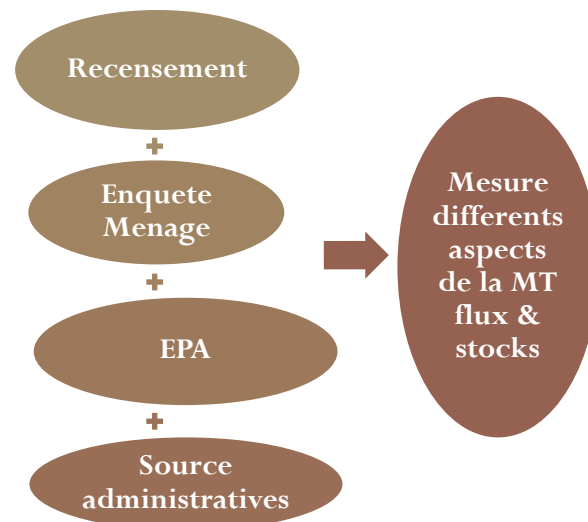 Recensement
+
Enquete
Menage
+
EPA
+
Source
administratives
Mesure
differents
aspects
de la MT
flux &
stocks